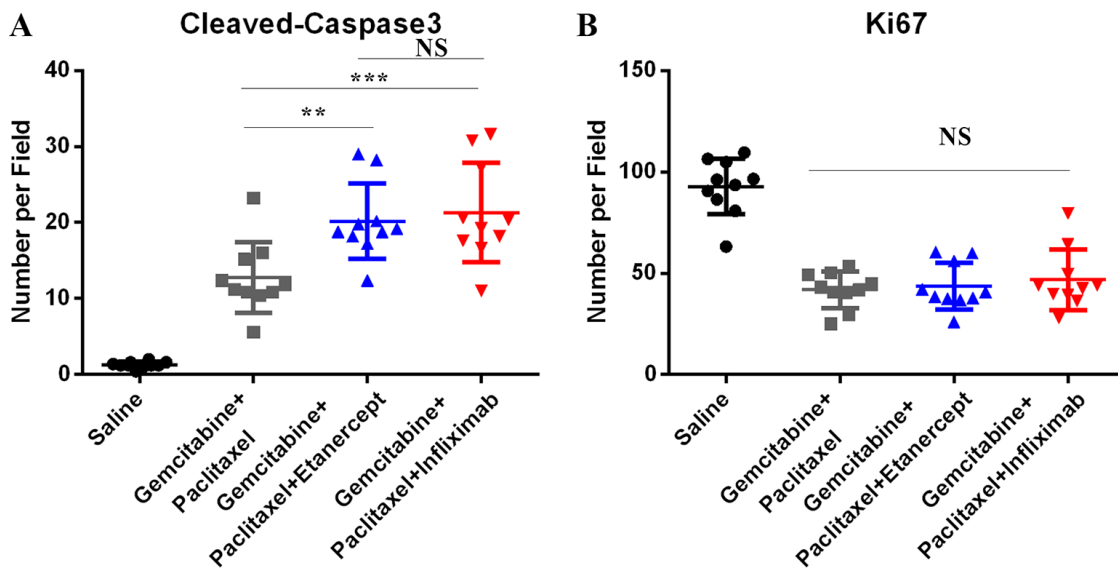 A
Cleaved-Caspase3
NS
***
**
Number per Field
40
30
20
10
0
Saline
Gemcitabine+
Paclitaxel
Gemcitabine+
Paclitaxel+Etanercept
Gemcitabine+
Paclitaxel+Infliximab
B
Ki67
NS
Number per Field
150
100
50
0
Saline
Gemcitabine+
Paclitaxel
Gemcitabine+
Paclitaxel+Etanercept
Gemcitabine+
Paclitaxel+Infliximab